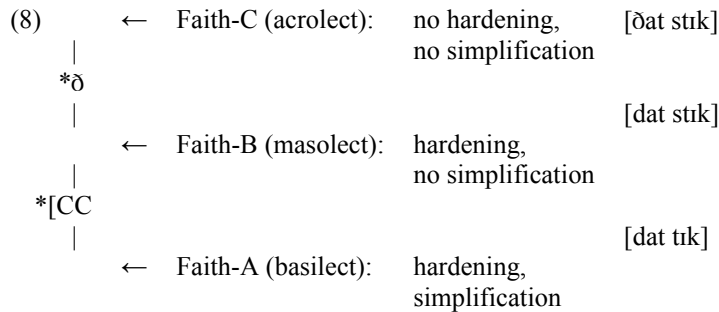 (8) ← Faith-C (acrolect): no hardening, [ðat stɪk]
| no simplification
*ð
| [dat stɪk]
← Faith-B (masolect): hardening,
| no simplification
*[CC
| [dat tɪk]
← Faith-A (basilect): hardening,
simplification